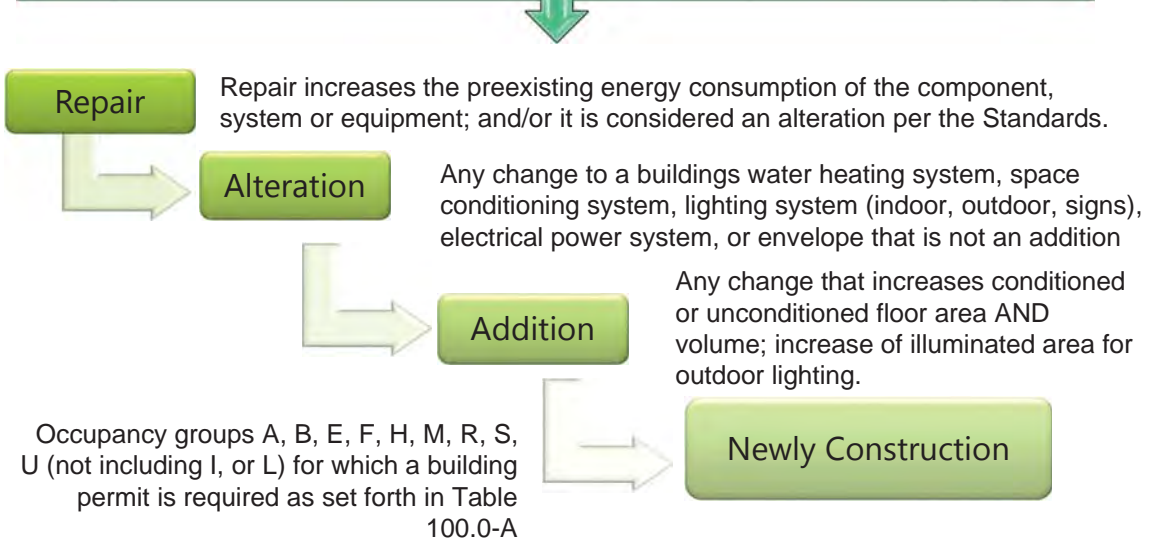 Repair
Repair increases the preexisting energy consumption of the component,
system or equipment; and/or it is considered an alteration per the Standards.
Alteration
Any change to a buildings water heating system, space
conditioning system, lighting system (indoor, outdoor, signs),
electrical power system, or envelope that is not an addition
Addition
Any change that increases conditioned
or unconditioned floor area AND
volume; increase of illuminated area for
outdoor lighting.
Occupancy groups A, B, E, F, H, M, R, S,
U (not including I, or L) for which a building
permit is required as set forth in Table
100.0-A
Newly Construction